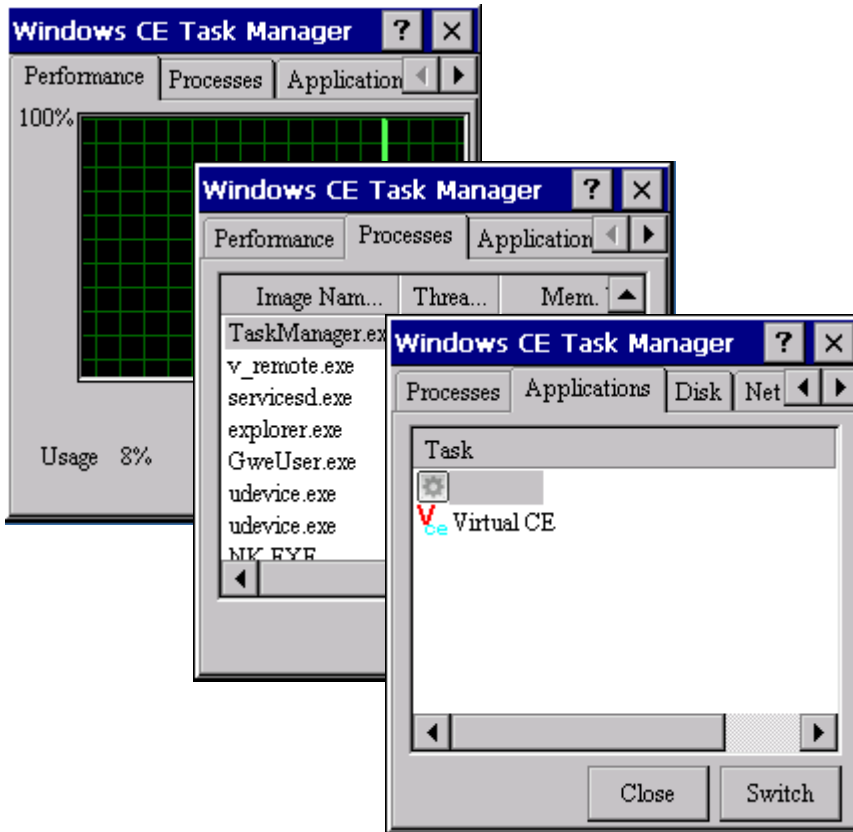 Windows CE Task Manager ? ×
Performance Processes Application
100%
Usage 8%
Windows CE Task Manager ? ×
Performance Processes Application
Image Nam... Threa... Mem.
TaskManager.ex
v_remote.exe
servicesd.exe
explorer.exe
GweUser.exe
udevice.exe
udevice.exe
NK.EXE
Windows CE Task Manager ? ×
Processes Applications Disk Net
Task
Vce Virtual CE
Close Switch